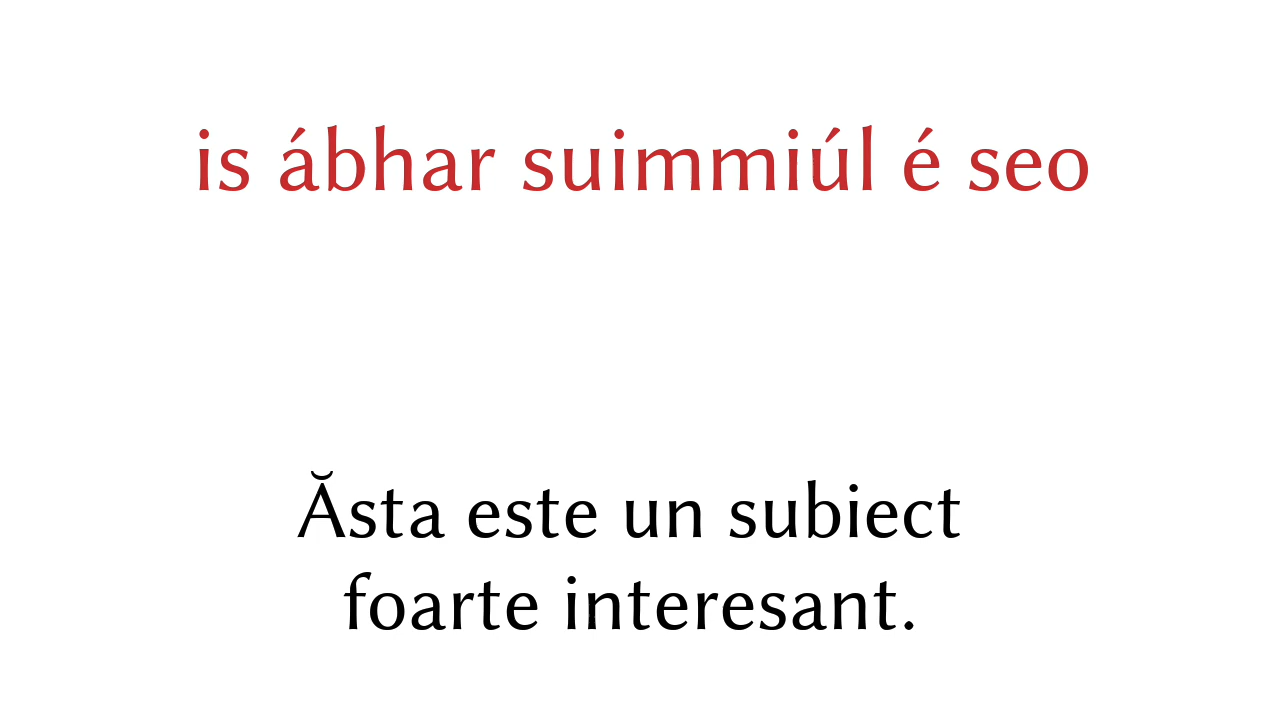 is ábhar suimmiúl é seo
Ăsta este un subiect
foarte interesant.